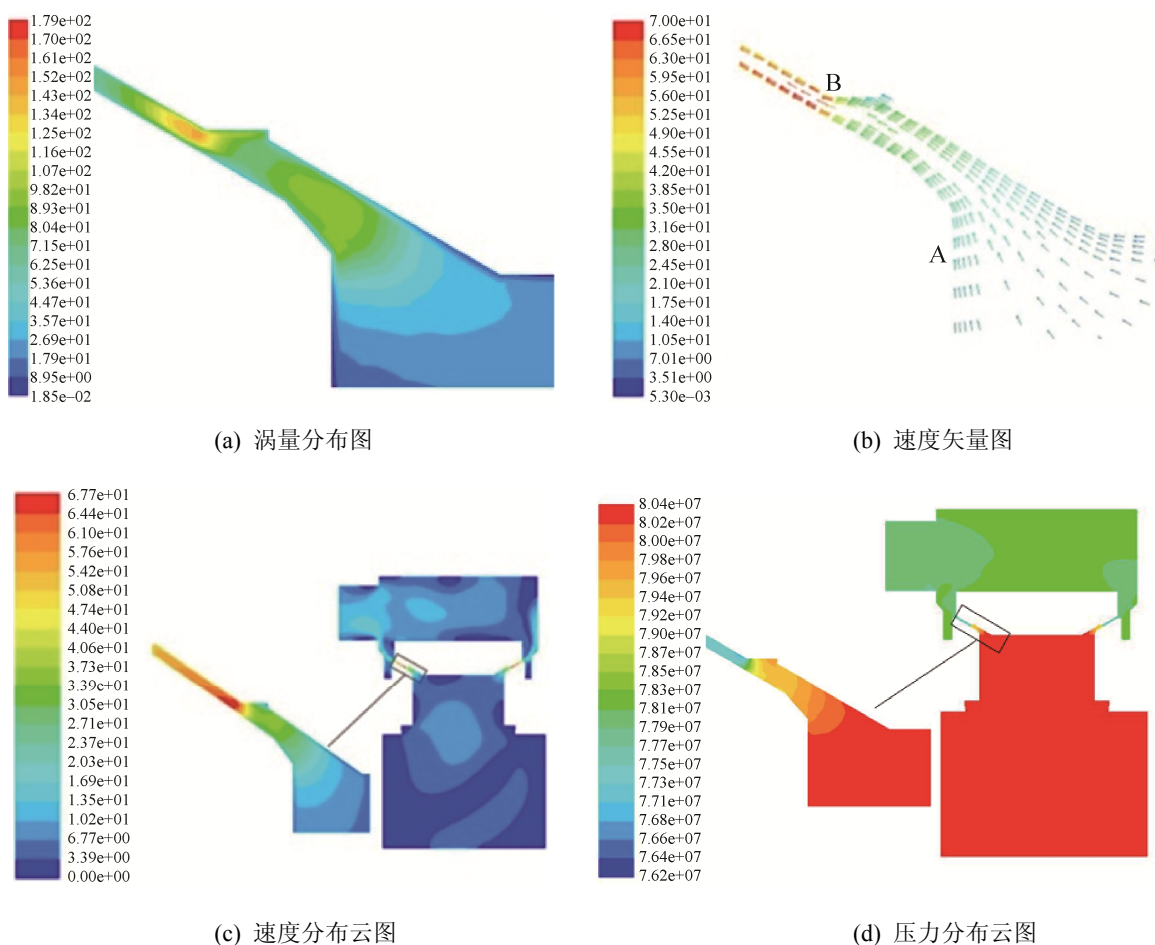 1.79e+02
1.70e+02
1.61e+02
1.52e+02
1.43e+02
1.34e+02
1.25e+02
1.16e+02
1.07e+02
9.82e+01
8.93e+01
8.04e+01
7.15e+01
6.25e+01
5.36e+01
4.47e+01
3.57e+01
2.69e+01
1.79e+01
8.95e+00
1.85e-02
(a) 涡量分布图
7.00e+01
6.65e+01
6.30e+01
5.95e+01
5.60e+01
5.25e+01
4.90e+01
4.55e+01
4.20e+01
3.85e+01
3.50e+01
3.16e+01
2.80e+01
2.45e+01
2.10e+01
1.75e+01
1.40e+01
1.05e+01
7.01e+00
3.51e+00
5.30e−03
B
A
(b) 速度矢量图
6.77e+01
6.44e+01
6.10e+01
5.76e+01
5.42e+01
5.08e+01
4.74e+01
4.40e+01
4.06e+01
3.73e+01
3.39e+01
3.05e+01
2.71e+01
2.37e+01
2.03e+01
1.69e+01
1.35e+01
1.02e+01
6.77e+00
3.39e+00
0.00e+00
(c) 速度分布云图
8.04e+07
8.02e+07
8.00e+07
7.98e+07
7.96e+07
7.94e+07
7.92e+07
7.90e+07
7.87e+07
7.85e+07
7.83e+07
7.81e+07
7.79e+07
7.77e+07
7.75e+07
7.73e+07
7.71e+07
7.68e+07
7.66e+07
7.64e+07
7.62e+07
(d) 压力分布云图